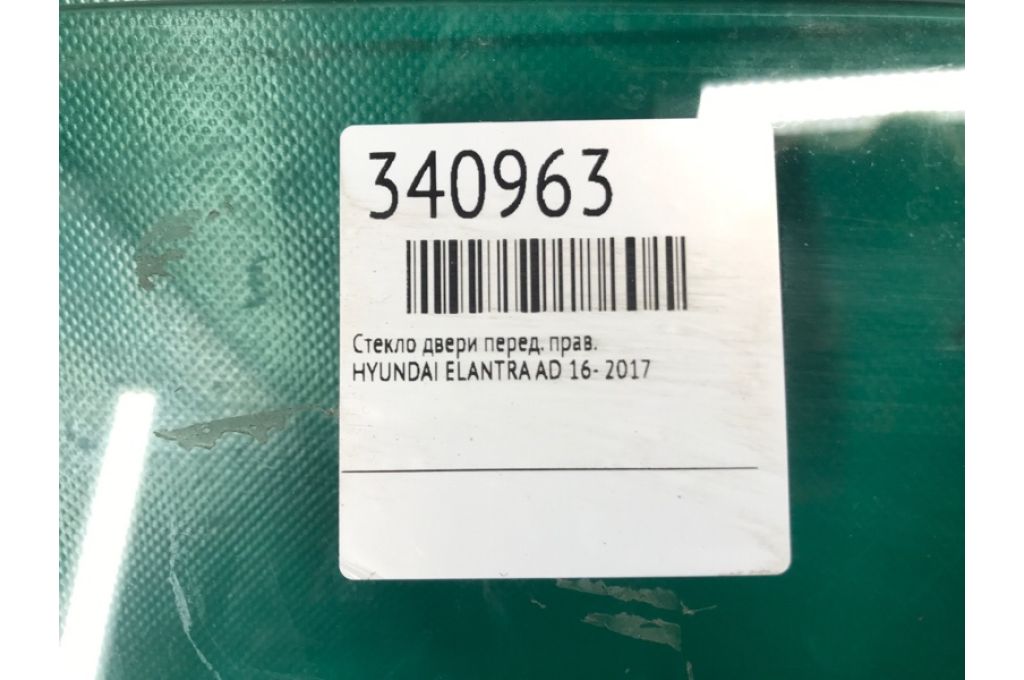 340963
Стекло двери перед. прав.
HYUNDAI ELANTRA AD 16- 2017